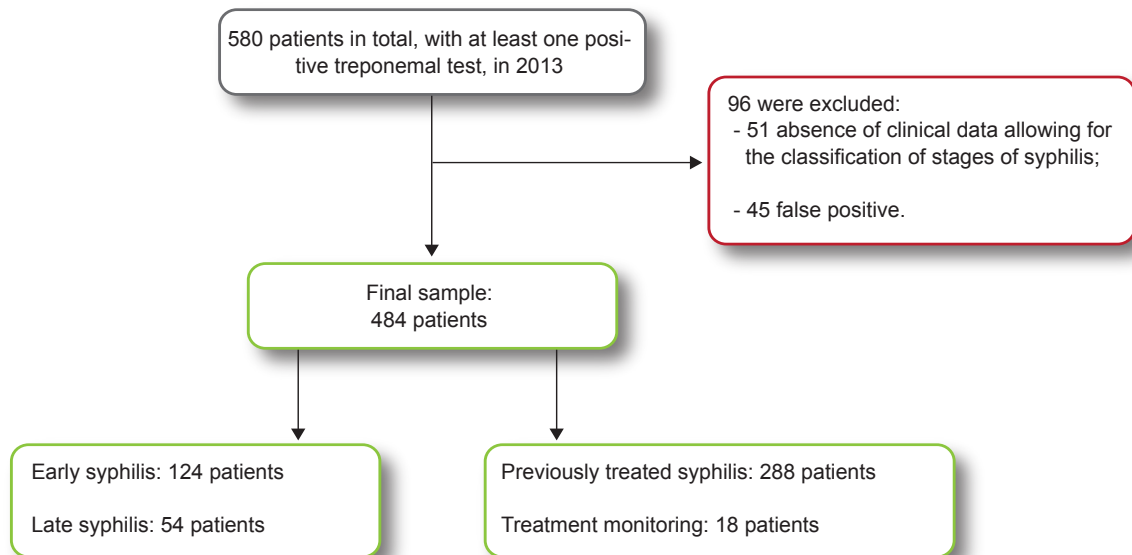 580 patients in total, with at least one posi-
tive treponemal test, in 2013
96 were excluded:
- 51 absence of clinical data allowing for
the classification of stages of syphilis;
- 45 false positive.
Final sample:
484 patients
Early syphilis: 124 patients
Late syphilis: 54 patients
Previously treated syphilis: 288 patients
Treatment monitoring: 18 patients